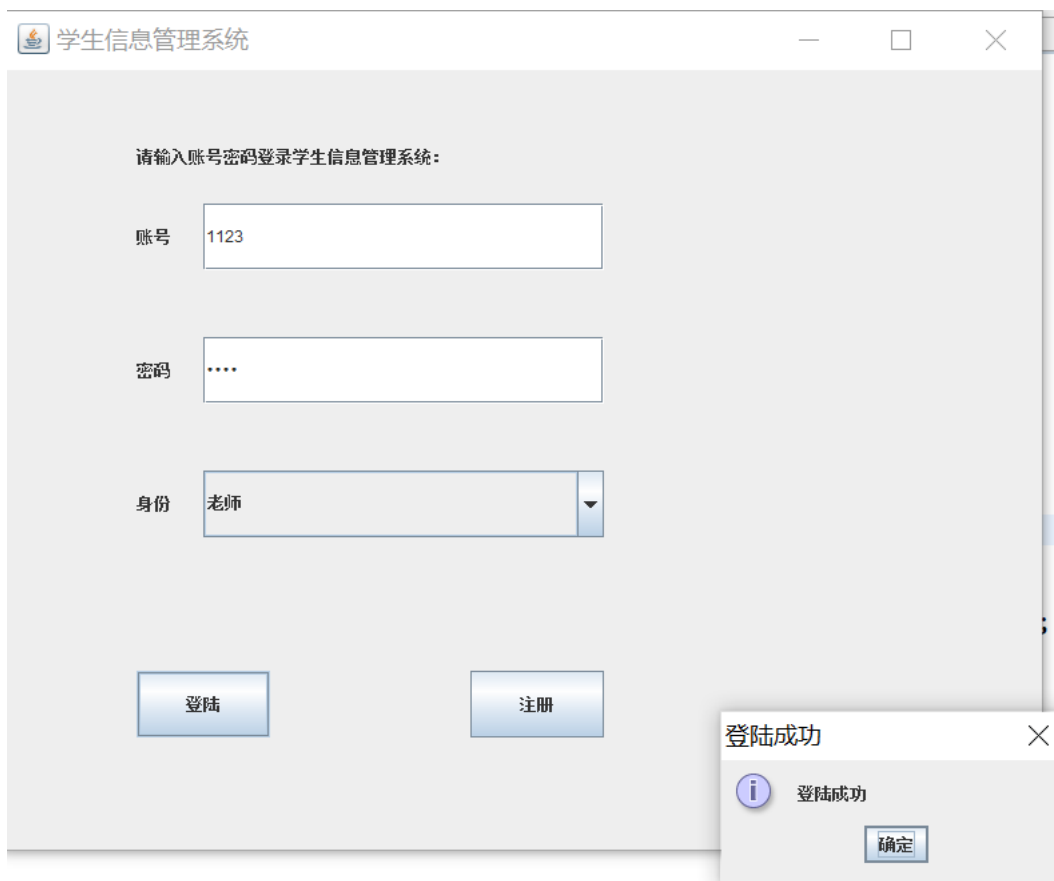 学生信息管理系统
请输入账号密码登录学生信息管理系统：
账号 1123
密码 ••••
身份 老师
登陆 注册
;
登陆成功
登陆成功
确定